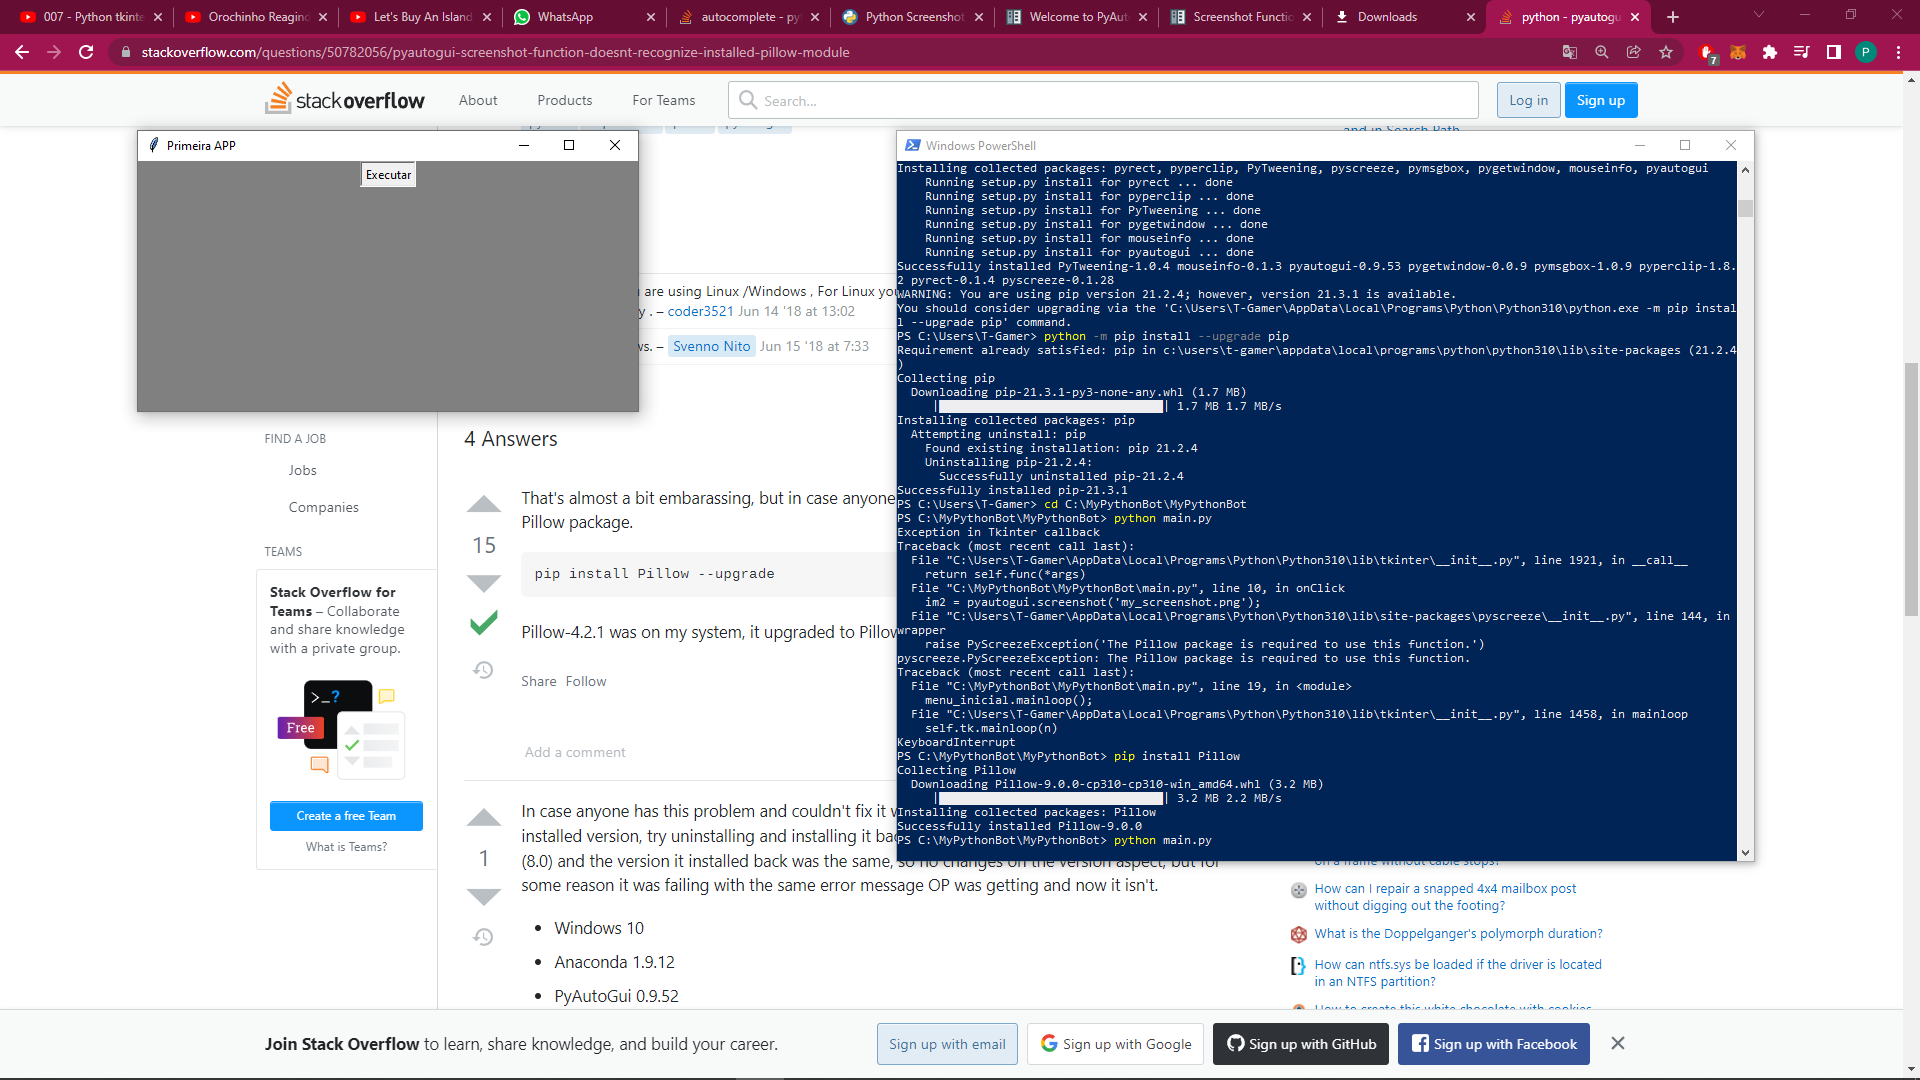 007 - Python tkinte
Orochinho Reagind
Let's Buy An Island
WhatsApp
autocomplete - pyt
Python Screenshot
Welcome to PyAut
Screenshot Functio
Downloads
python - pyautogu
stackoverflow.com/questions/50782056/pyautogui-screenshot-function-doesnt-recognize-installed-pillow-module
7
P
stackoverflow
About
Products
For Teams
Search...
Log in
Sign up
and in Search Path
Primeira APP
Executar
are using Linux /Windows , For Linux you
y . – coder3521 Jun 14 '18 at 13:02
ws. – Svenno Nito Jun 15 '18 at 7:33
FIND A JOB
Jobs
Companies
TEAMS
Stack Overflow for
Teams – Collaborate
and share knowledge
with a private group.
>_?
Free
Create a free Team
What is Teams?
4 Answers
15
That's almost a bit embarassing, but in case anyone
Pillow package.
pip install Pillow --upgrade
Pillow-4.2.1 was on my system, it upgraded to Pillow
Share Follow
Add a comment
1
In case anyone has this problem and couldn't fix it w
installed version, try uninstalling and installing it bac
(8.0) and the version it installed back was the same, so no changes on the version aspect, but for
some reason it was failing with the same error message OP was getting and now it isn't.
• Windows 10
• Anaconda 1.9.12
• PyAutoGui 0.9.52
Windows PowerShell
Installing collected packages: pyrect, pyperclip, PyTweening, pyscreeze, pymsgbox, pygetwindow, mouseinfo, pyautogui
Running setup.py install for pyrect ... done
Running setup.py install for pyperclip ... done
Running setup.py install for PyTweening ... done
Running setup.py install for pygetwindow ... done
Running setup.py install for mouseinfo ... done
Running setup.py install for pyautogui ... done
Successfully installed PyTweening-1.0.4 mouseinfo-0.1.3 pyautogui-0.9.53 pygetwindow-0.0.9 pymsgbox-1.0.9 pyperclip-1.8.
2 pyrect-0.1.4 pyscreeze-0.1.28
WARNING: You are using pip version 21.2.4; however, version 21.3.1 is available.
You should consider upgrading via the 'C:\Users\T-Gamer\AppData\Local\Programs\Python\Python310\python.exe -m pip instal
l --upgrade pip' command.
PS C:\Users\T-Gamer> python -m pip install --upgrade pip
Requirement already satisfied: pip in c:\users\t-gamer\appdata\local\programs\python\python310\lib\site-packages (21.2.4
)
Collecting pip
Downloading pip-21.3.1-py3-none-any.whl (1.7 MB)
| | 1.7 MB 1.7 MB/s
Installing collected packages: pip
Attempting uninstall: pip
Found existing installation: pip 21.2.4
Uninstalling pip-21.2.4:
Successfully uninstalled pip-21.2.4
Successfully installed pip-21.3.1
PS C:\Users\T-Gamer> cd C:\MyPythonBot\MyPythonBot
PS C:\MyPythonBot\MyPythonBot> python main.py
Exception in Tkinter callback
Traceback (most recent call last):
File "C:\Users\T-Gamer\AppData\Local\Programs\Python\Python310\lib\tkinter\__init__.py", line 1921, in __call__
return self.func(*args)
File "C:\MyPythonBot\MyPythonBot\main.py", line 10, in onClick
im2 = pyautogui.screenshot('my_screenshot.png');
File "C:\Users\T-Gamer\AppData\Local\Programs\Python\Python310\lib\site-packages\pyscreeze\__init__.py", line 144, in
wrapper
raise PyScreezeException('The Pillow package is required to use this function.')
pyscreeze.PyScreezeException: The Pillow package is required to use this function.
Traceback (most recent call last):
File "C:\MyPythonBot\MyPythonBot\main.py", line 19, in <module>
menu_inicial.mainloop();
File "C:\Users\T-Gamer\AppData\Local\Programs\Python\Python310\lib\tkinter\__init__.py", line 1458, in mainloop
self.tk.mainloop(n)
KeyboardInterrupt
PS C:\MyPythonBot\MyPythonBot> pip install Pillow
Collecting Pillow
Downloading Pillow-9.0.0-cp310-cp310-win_amd64.whl (3.2 MB)
| | 3.2 MB 2.2 MB/s
Installing collected packages: Pillow
Successfully installed Pillow-9.0.0
PS C:\MyPythonBot\MyPythonBot> python main.py
on a frame without cable stops?
How can I repair a snapped 4x4 mailbox post
without digging out the footing?
What is the Doppelganger's polymorph duration?
How can ntfs.sys be loaded if the driver is located
in an NTFS partition?
How to create this white chocolate with cookies
Join Stack Overflow to learn, share knowledge, and build your career.
Sign up with email
Sign up with Google
Sign up with GitHub
Sign up with Facebook